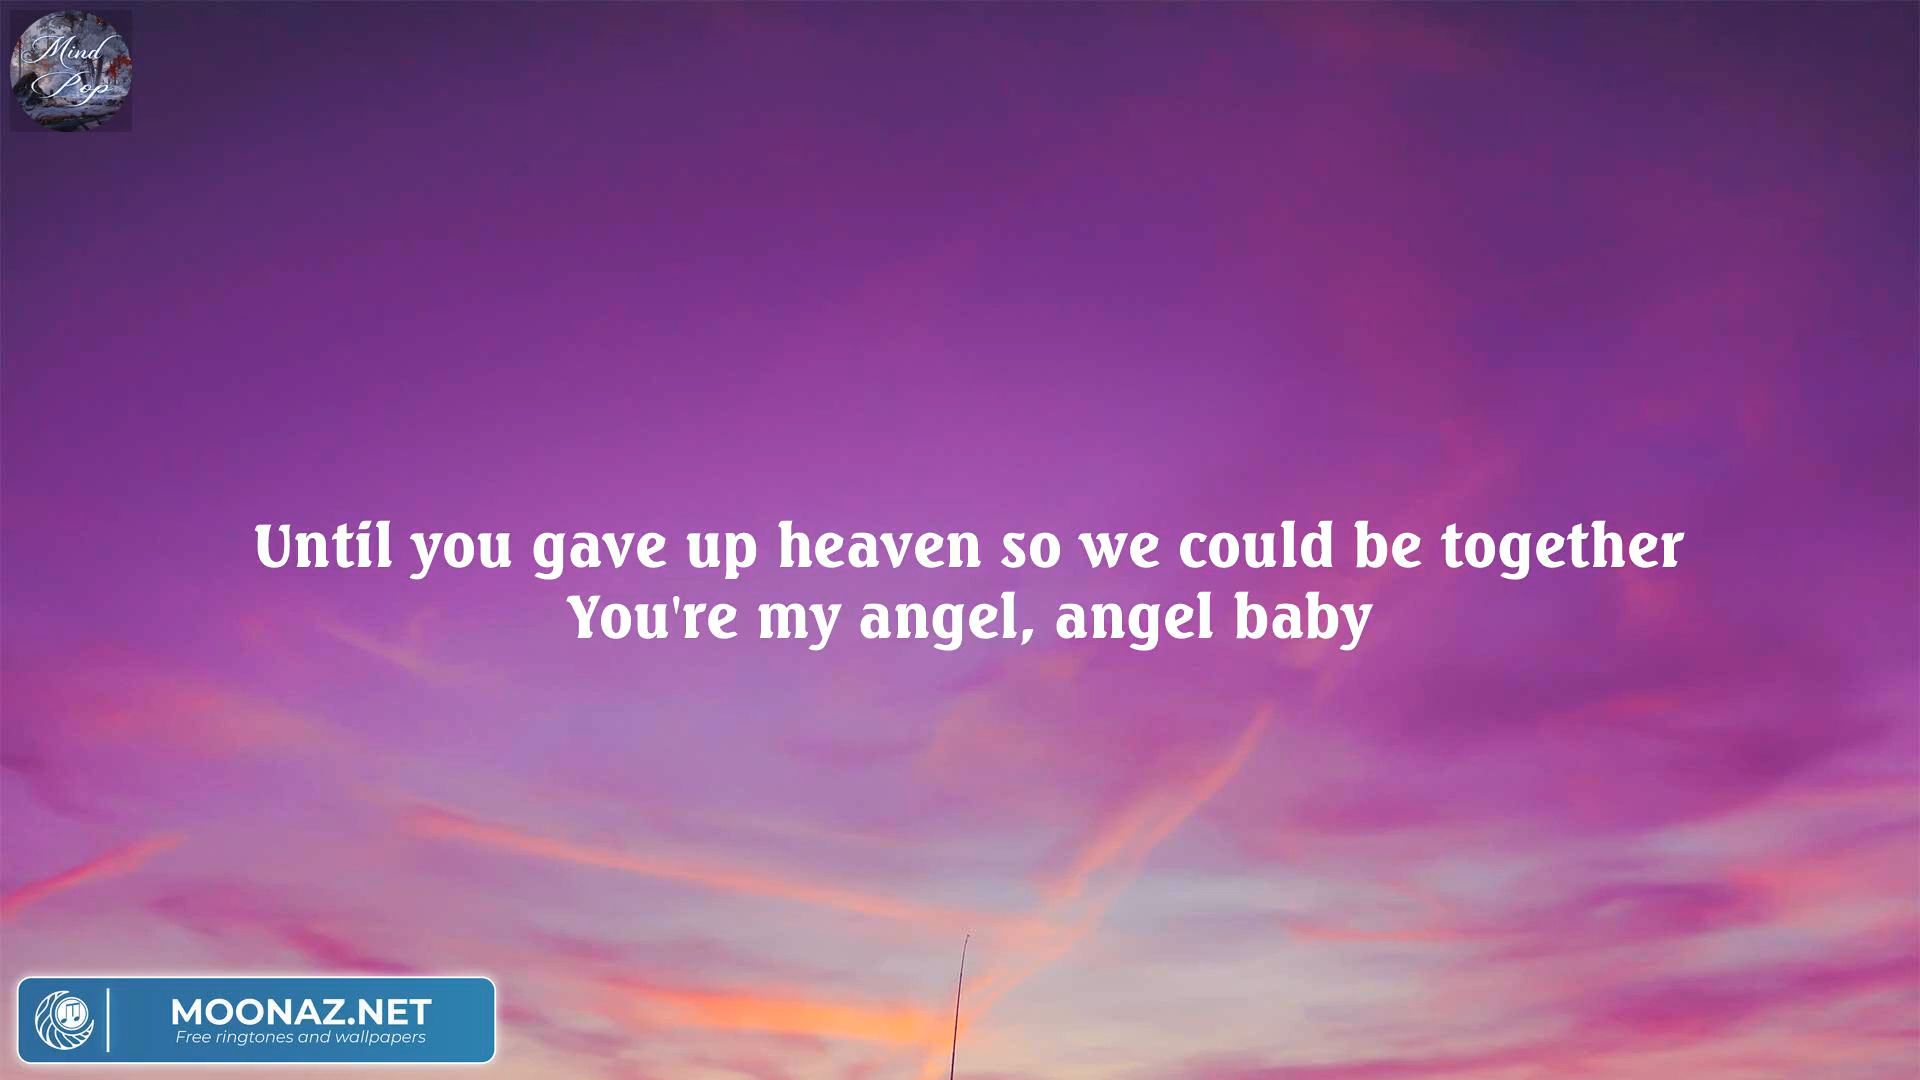 Mind
Pop
Until you gave up heaven so we could be together
You're my angel, angel baby
MOONAZ.NET
Free ringtones and wallpapers